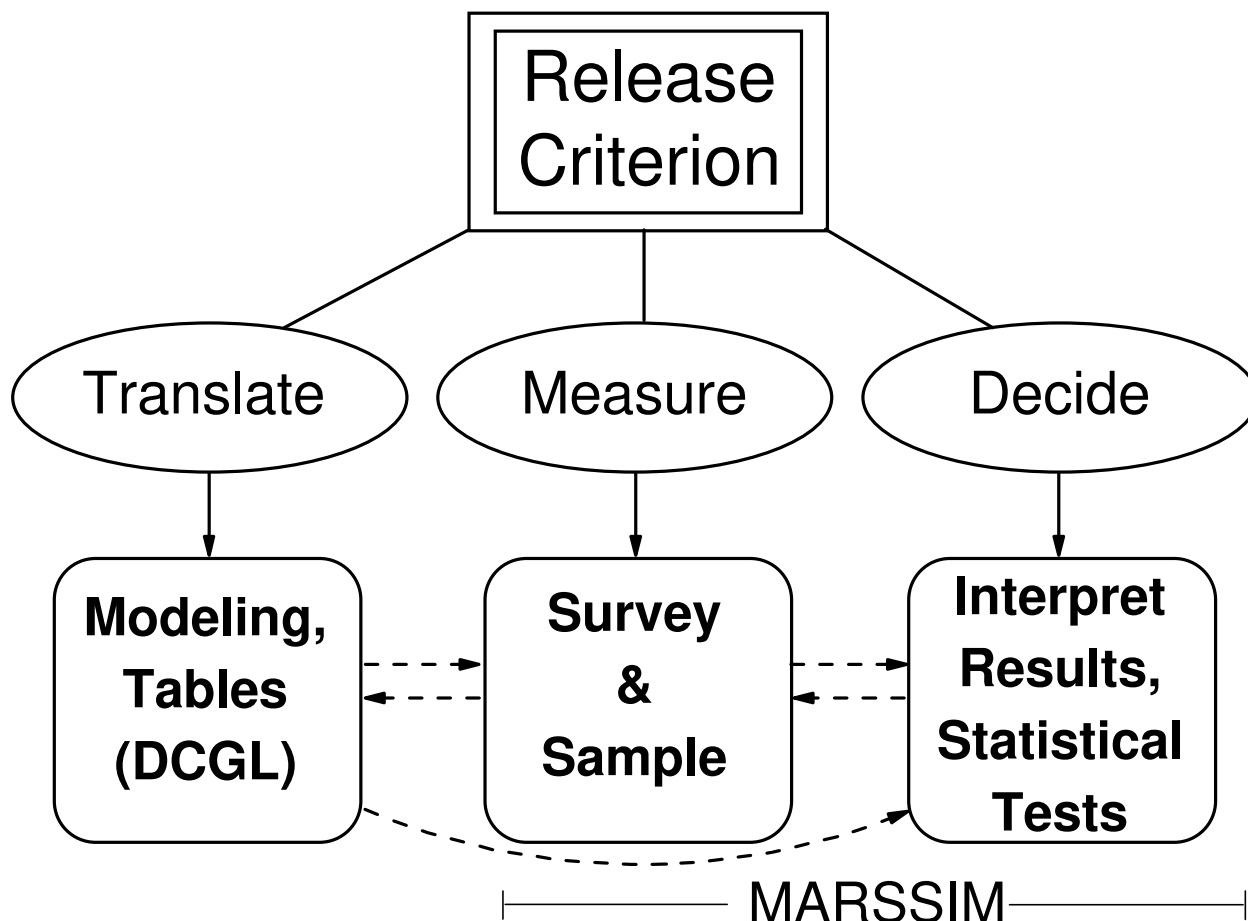 Release
Criterion
Translate
Measure
Decide
Modeling,
Tables
(DCGL)
Survey
&
Sample
Interpret
Results,
Statistical
Tests
MARSSIM